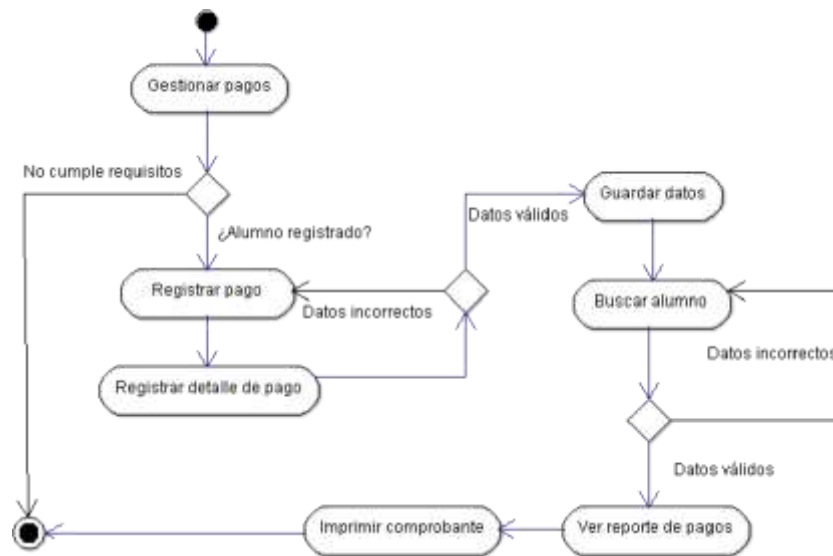 Gestionar pagos
No cumple requisitos
¿Alumno registrado?
Registrar pago
Datos incorrectos
Registrar detalle de pago
Datos válidos
Guardar datos
Buscar alumno
Datos incorrectos
Datos válidos
Ver reporte de pagos
Imprimir comprobante